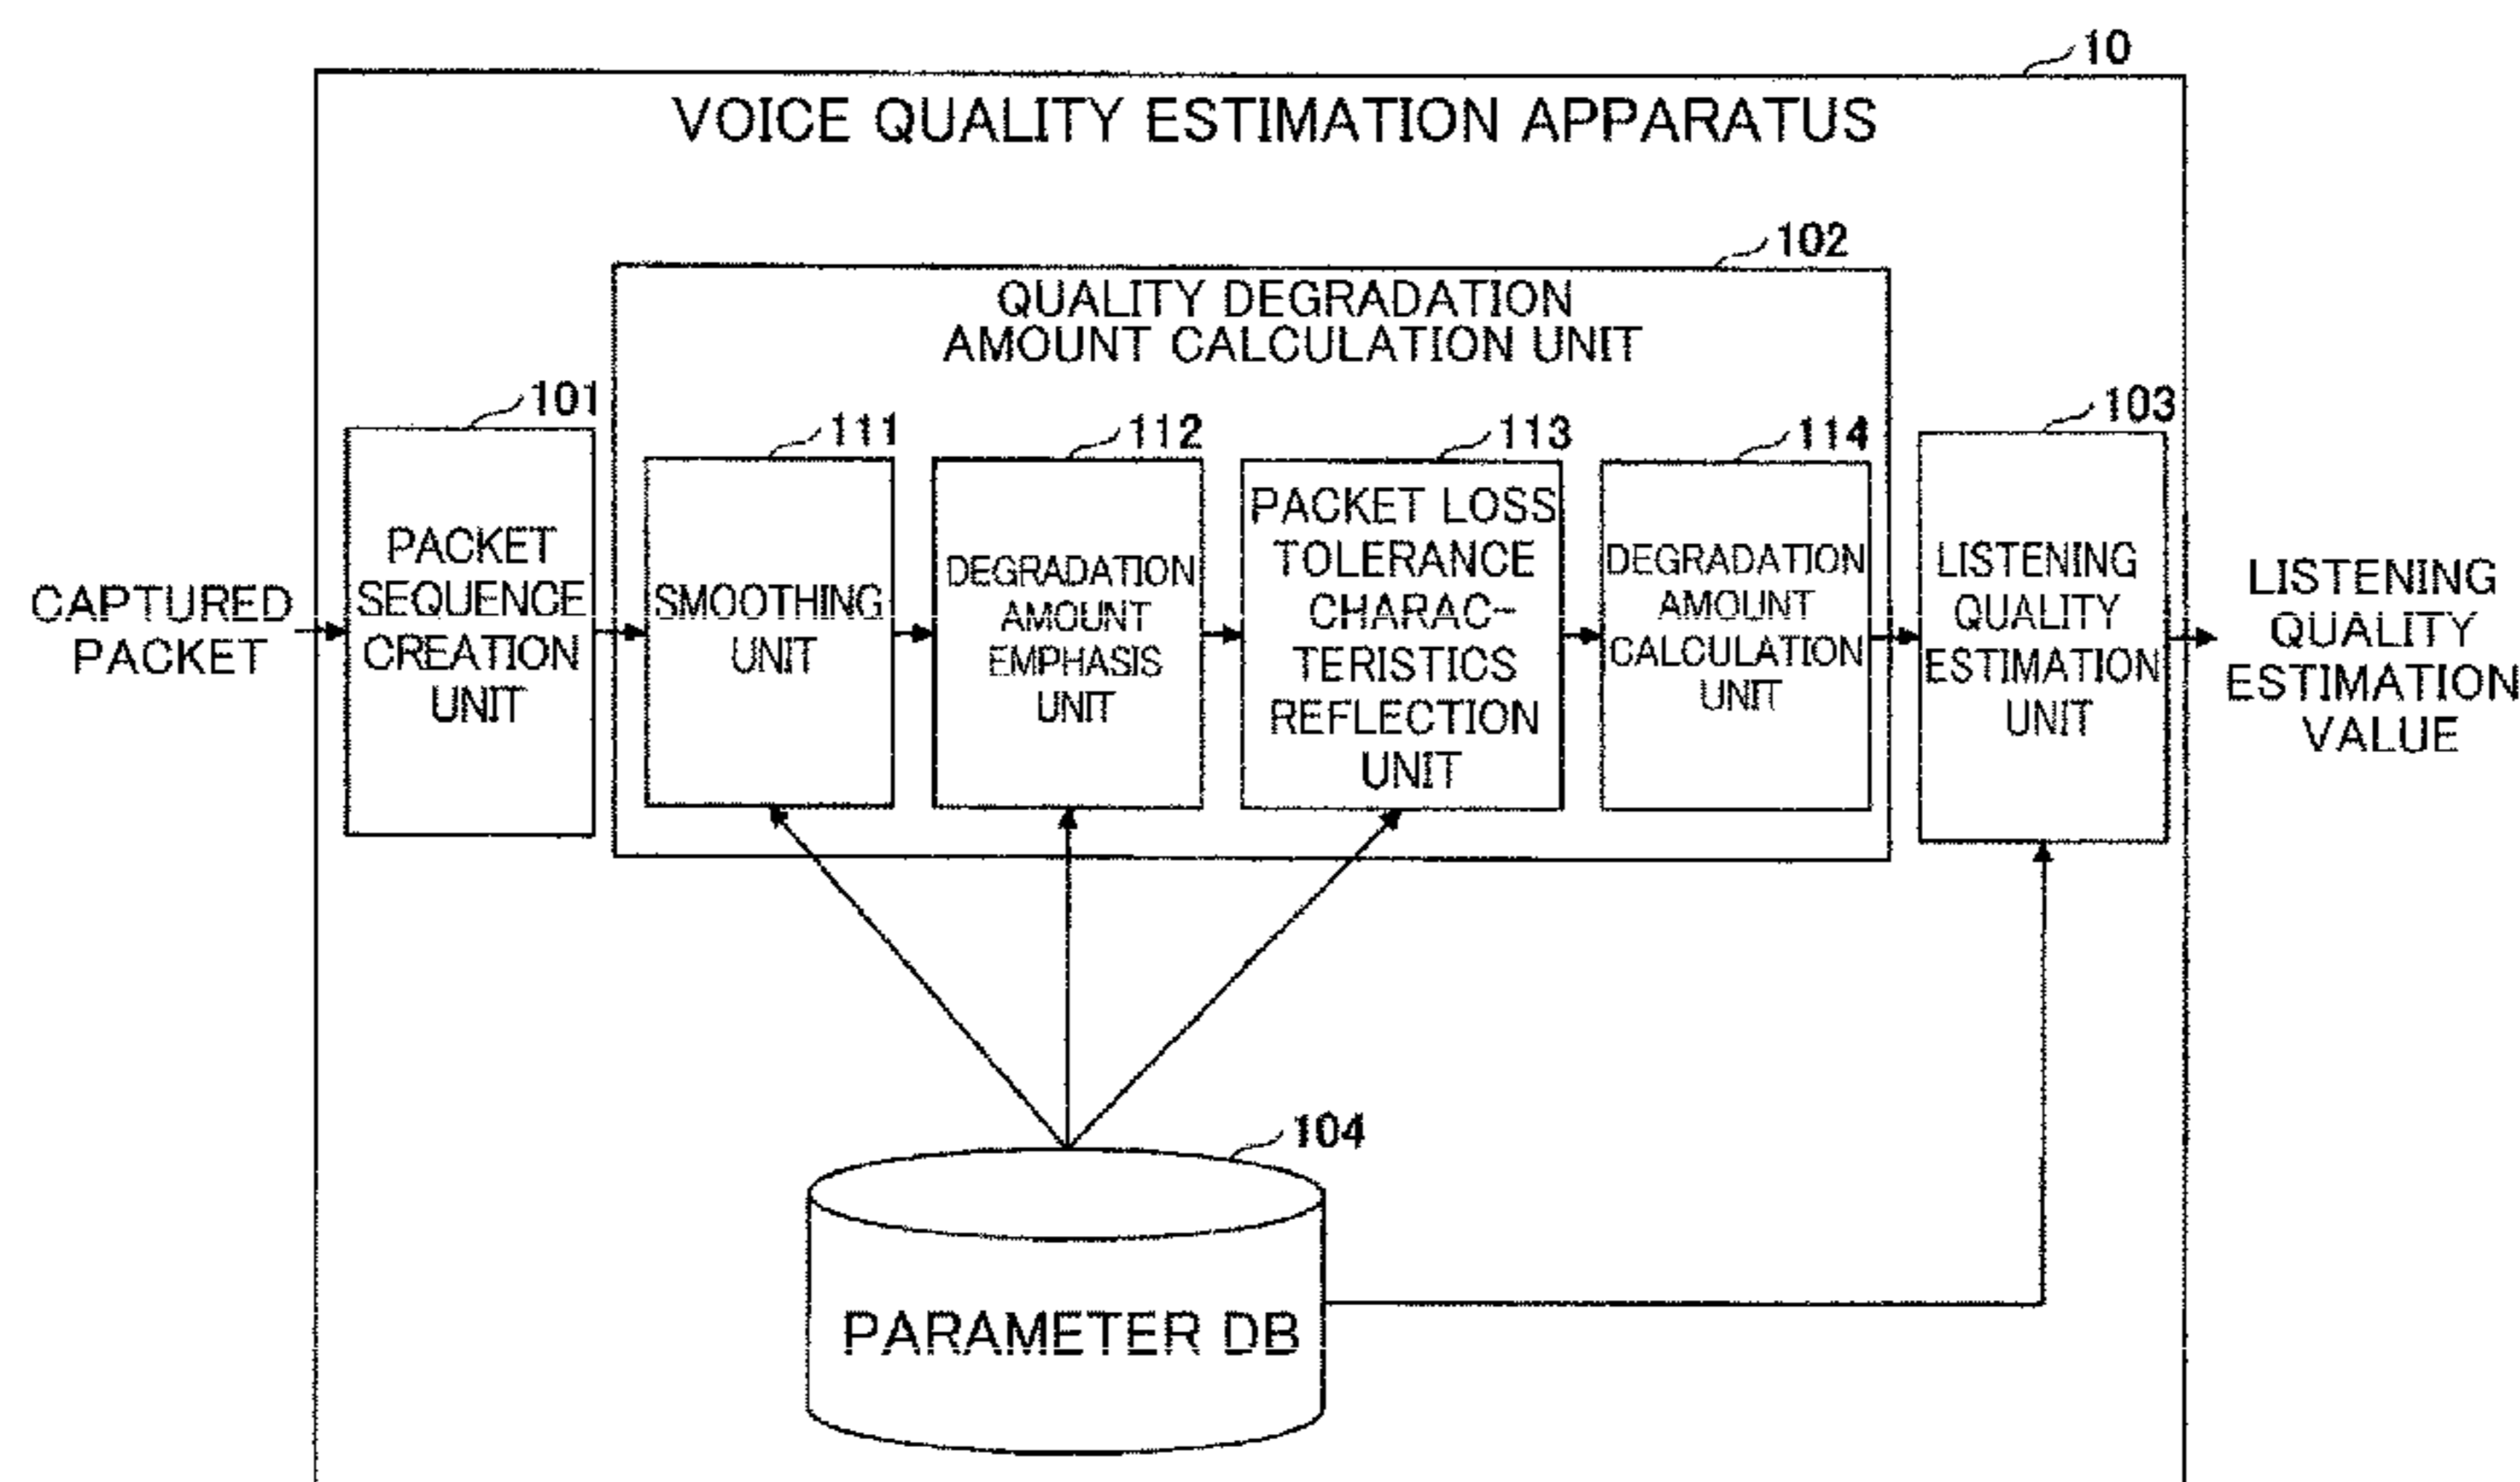 10
VOICE QUALITY ESTIMATION APPARATUS
102
QUALITY DEGRADATION
AMOUNT CALCULATION UNIT
101
111
112
113
114
103
CAPTURED
PACKET
PACKET
SEQUENCE
CREATION
UNIT
SMOOTHING
UNIT
DEGRADATION
AMOUNT
EMPHASIS
UNIT
PACKET LOSS
TOLERANCE
CHARAC-
TERISTICS
REFLECTION
UNIT
DEGRADATION
AMOUNT
CALCULATION
UNIT
LISTENING
QUALITY
ESTIMATION
UNIT
LISTENING
QUALITY
ESTIMATION
VALUE
104
PARAMETER DB